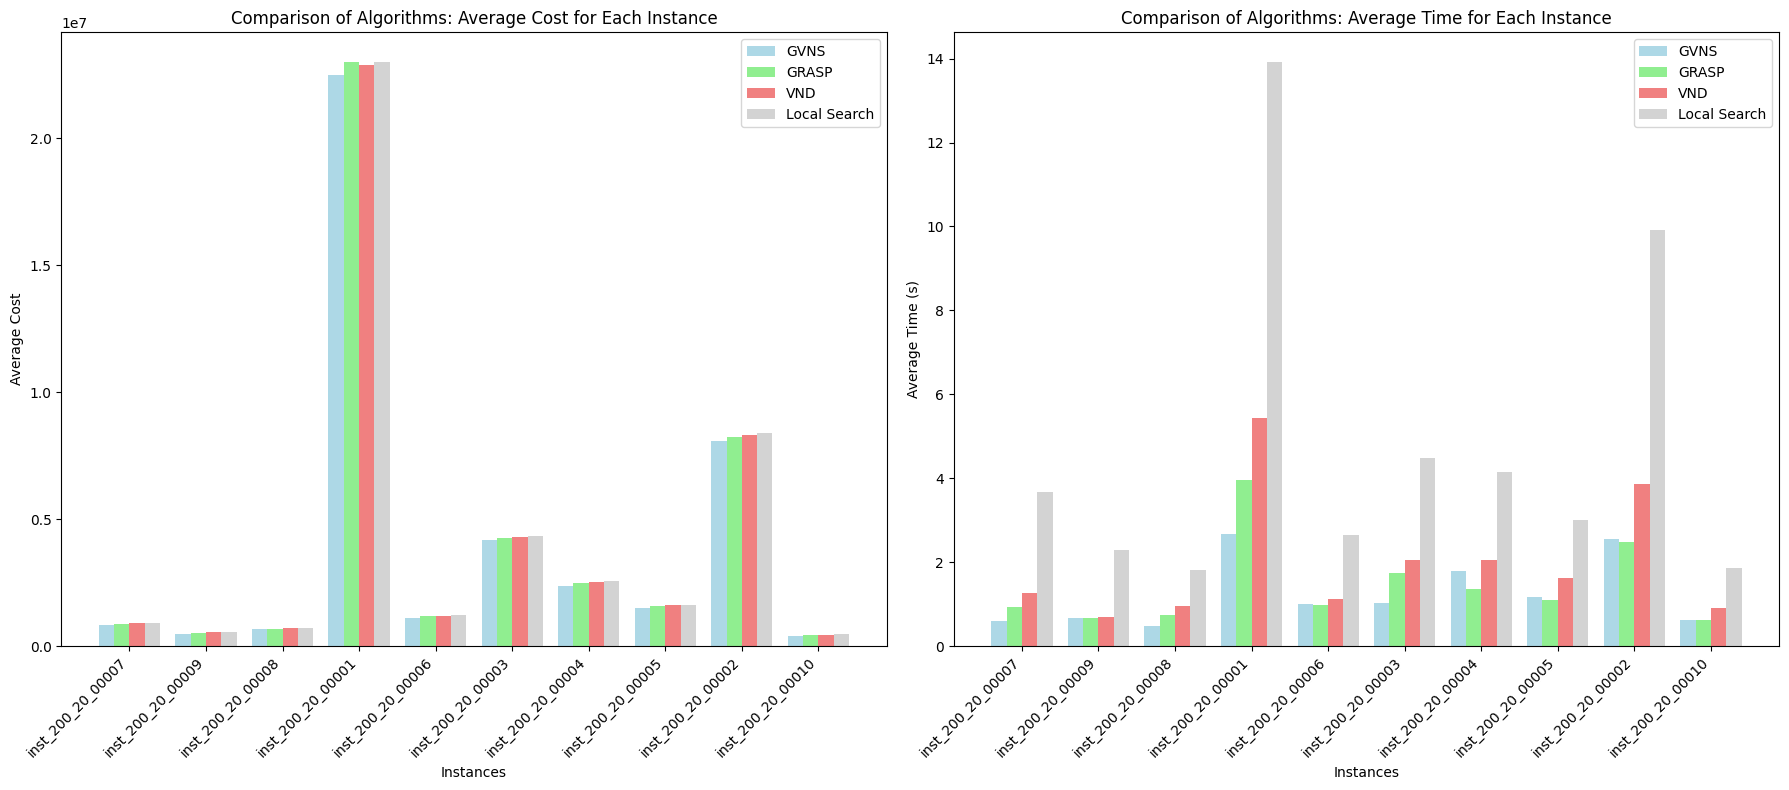 Comparison of Algorithms: Average Cost for Each Instance
1e7
Average Cost
2.0
1.5
1.0
0.5
0.0
GVNS
GRASP
VND
Local Search
inst_200_20_00007
inst_200_20_00009
inst_200_20_00008
inst_200_20_00001
inst_200_20_00006
inst_200_20_00003
inst_200_20_00004
inst_200_20_00005
inst_200_20_00002
inst_200_20_00010
Instances
Comparison of Algorithms: Average Time for Each Instance
Average Time (s)
14
12
10
8
6
4
2
0
GVNS
GRASP
VND
Local Search
inst_200_20_00007
inst_200_20_00009
inst_200_20_00008
inst_200_20_00001
inst_200_20_00006
inst_200_20_00003
inst_200_20_00004
inst_200_20_00005
inst_200_20_00002
inst_200_20_00010
Instances